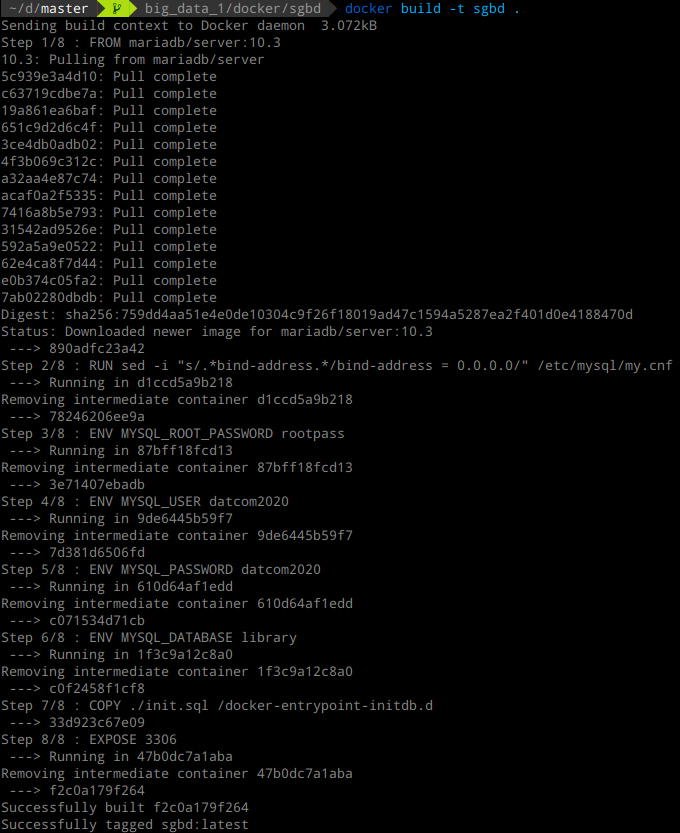 ~/d/master big_data_1/docker/sgbd docker build -t sgbd .
Sending build context to Docker daemon  3.072kB
Step 1/8 : FROM mariadb/server:10.3
10.3: Pulling from mariadb/server
5c939e3a4d10: Pull complete
c63719cdbe7a: Pull complete
19a861ea6baf: Pull complete
651c9d2d6c4f: Pull complete
3ce4db0adb02: Pull complete
4f3b069c312c: Pull complete
a32aa4e87c74: Pull complete
acaf0a2f5335: Pull complete
7416a8b5e793: Pull complete
31542ad9526e: Pull complete
592a5a9e0522: Pull complete
62e4ca8f7d44: Pull complete
e0b374c05fa2: Pull complete
7ab02280dbdb: Pull complete
Digest: sha256:759dd4aa51e4e0de10304c9f26f18019ad47c1594a5287ea2f401d0e4188470d
Status: Downloaded newer image for mariadb/server:10.3
 ---> 890adfc23a42
Step 2/8 : RUN sed -i "s/.*bind-address.*/bind-address = 0.0.0.0/" /etc/mysql/my.cnf
 ---> Running in d1ccd5a9b218
Removing intermediate container d1ccd5a9b218
 ---> 78246206ee9a
Step 3/8 : ENV MYSQL_ROOT_PASSWORD rootpass
 ---> Running in 87bff18fcd13
Removing intermediate container 87bff18fcd13
 ---> 3e71407ebadb
Step 4/8 : ENV MYSQL_USER datcom2020
 ---> Running in 9de6445b59f7
Removing intermediate container 9de6445b59f7
 ---> 7d381d6506fd
Step 5/8 : ENV MYSQL_PASSWORD datcom2020
 ---> Running in 610d64af1edd
Removing intermediate container 610d64af1edd
 ---> c071534d71cb
Step 6/8 : ENV MYSQL_DATABASE library
 ---> Running in 1f3c9a12c8a0
Removing intermediate container 1f3c9a12c8a0
 ---> c0f2458f1cf8
Step 7/8 : COPY ./init.sql /docker-entrypoint-initdb.d
 ---> 33d923c67e09
Step 8/8 : EXPOSE 3306
 ---> Running in 47b0dc7a1aba
Removing intermediate container 47b0dc7a1aba
 ---> f2c0a179f264
Successfully built f2c0a179f264
Successfully tagged sgbd:latest